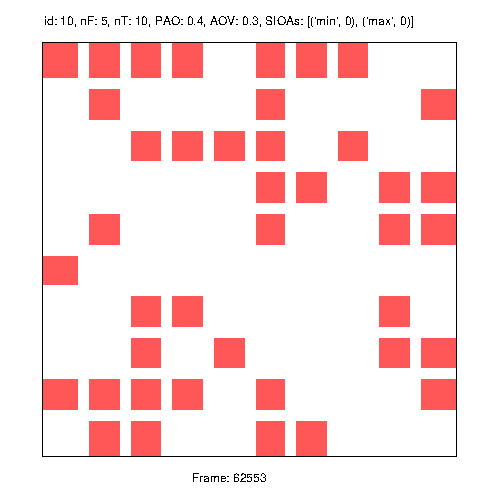 id: 10, nF: 5, nT: 10, PAO: 0.4, AOV: 0.3, SIOAs: [('min', 0), ('max', 0)]
Frame: 62553